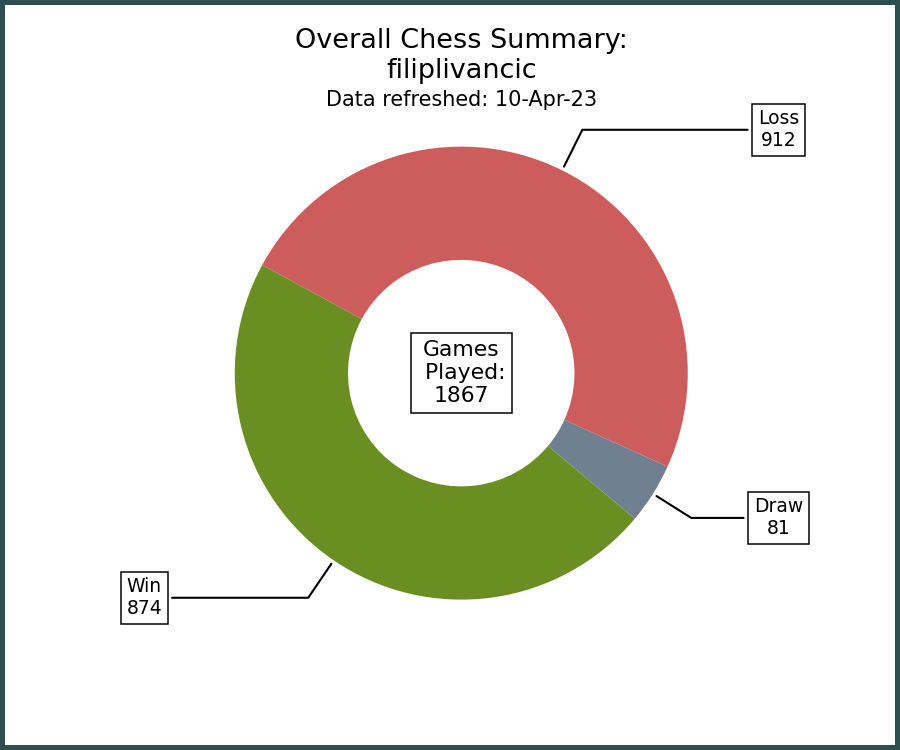 Overall Chess Summary:
filiplivancic
Data refreshed: 10-Apr-23
Loss
912
Games
Played:
1867
Draw
81
Win
874